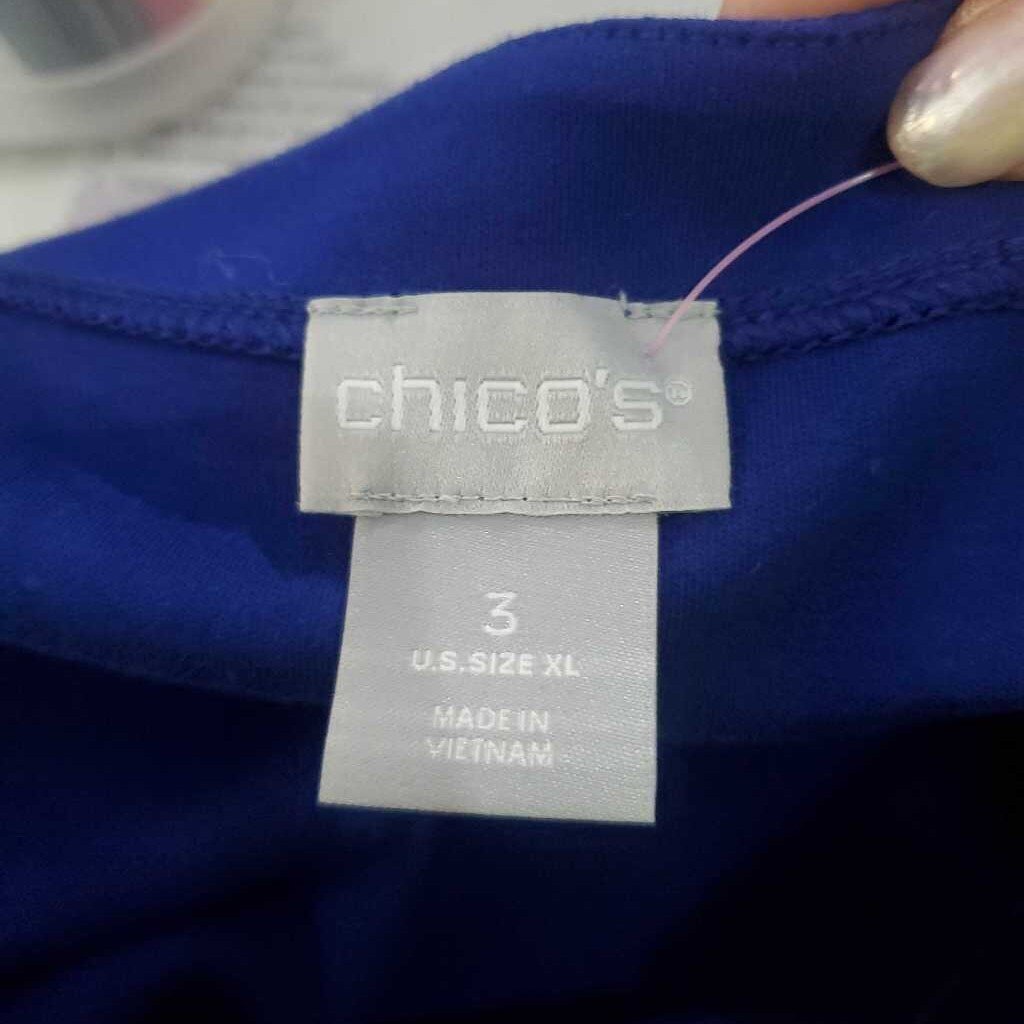 chico's®
3
U.S. SIZE XL
MADE IN
VIETNAM